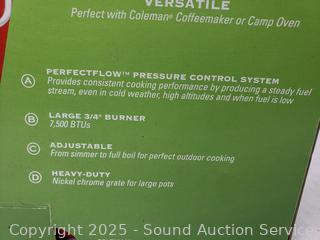 VERSATILE
Perfect with Coleman® Coffeemaker or Camp Oven
A PERFECTFLOW™ PRESSURE CONTROL SYSTEM
Provides consistent cooking performance by producing a steady fuel
stream, even in cold weather, high altitudes and when fuel is low
B LARGE 3/4" BURNER
7,500 BTUs
C ADJUSTABLE
From simmer to full boil for perfect outdoor cooking
D HEAVY-DUTY
Nickel chrome grate for large pots
Copyright 2025 - Sound Auction Services